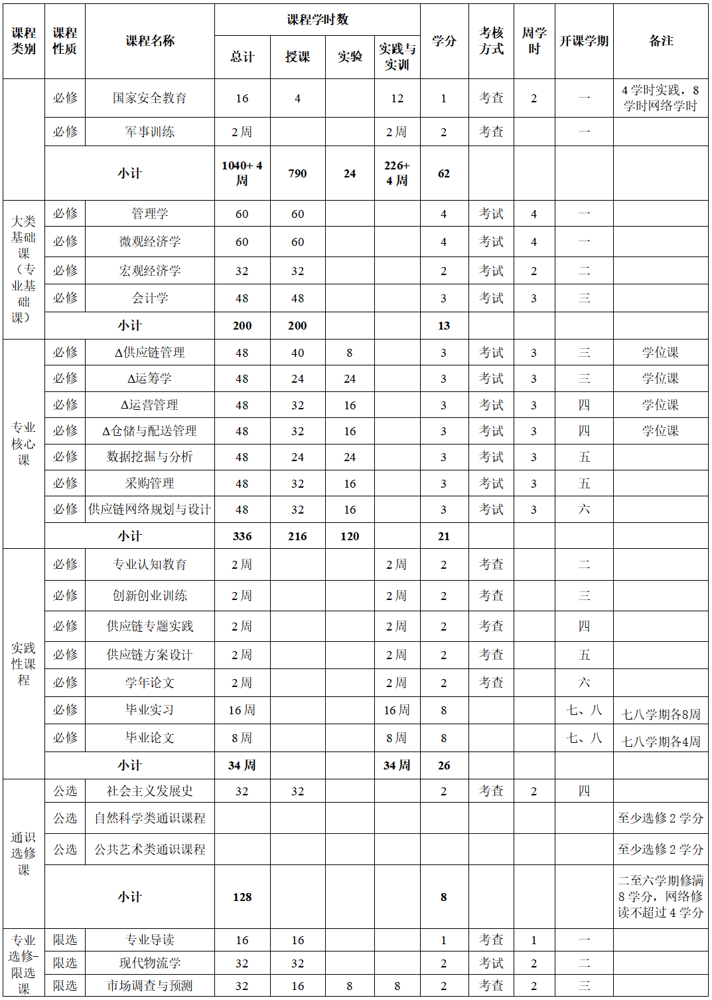 课程类别 课程性质 课程名称 课程学时数 学分 考核方式 周学时 开课学期 备注
总计 授课 实验 实践与实训
必修 国家安全教育 16 4 12 1 考查 2 一 4学时实践，8学时网络学时
必修 军事训练 2周 2周 2 考查 一
小计 1040+ 4周 790 24 226+ 4周 62
大类基础课（专业基础课）
必修 管理学 60 60 4 考试 4 一
必修 微观经济学 60 60 4 考试 4 一
必修 宏观经济学 32 32 2 考试 2 二
必修 会计学 48 48 3 考试 3 三
小计 200 200 13
专业核心课
必修 Δ供应链管理 48 40 8 3 考试 3 三 学位课
必修 Δ运筹学 48 24 24 3 考试 3 三 学位课
必修 Δ运营管理 48 32 16 3 考试 3 四 学位课
必修 Δ仓储与配送管理 48 32 16 3 考试 3 四 学位课
必修 数据挖掘与分析 48 24 24 3 考试 3 五
必修 采购管理 48 32 16 3 考试 3 五
必修 供应链网络规划与设计 48 32 16 3 考试 3 六
小计 336 216 120 21
实践性课程
必修 专业认知教育 2周 2周 2 考查 二
必修 创新创业训练 2周 2周 2 考查 三
必修 供应链专题实践 2周 2周 2 考查 四
必修 供应链方案设计 2周 2周 2 考查 五
必修 学年论文 2周 2周 2 考查 六
必修 毕业实习 16周 16周 8 七、八 七八学期各8周
必修 毕业论文 8周 8周 8 七、八 七八学期各4周
小计 34周 34周 26
通识选修课
公选 社会主义发展史 32 32 2 考查 2 四
公选 自然科学类通识课程 至少选修2学分
公选 公共艺术类通识课程 至少选修2学分
小计 128 8 二至六学期修满8学分，网络修读不超过4学分
专业选修-限选课
限选 专业导读 16 16 1 考查 1 一
限选 现代物流学 32 32 2 考试 2 二
限选 市场调查与预测 32 16 8 8 2 考查 2 三